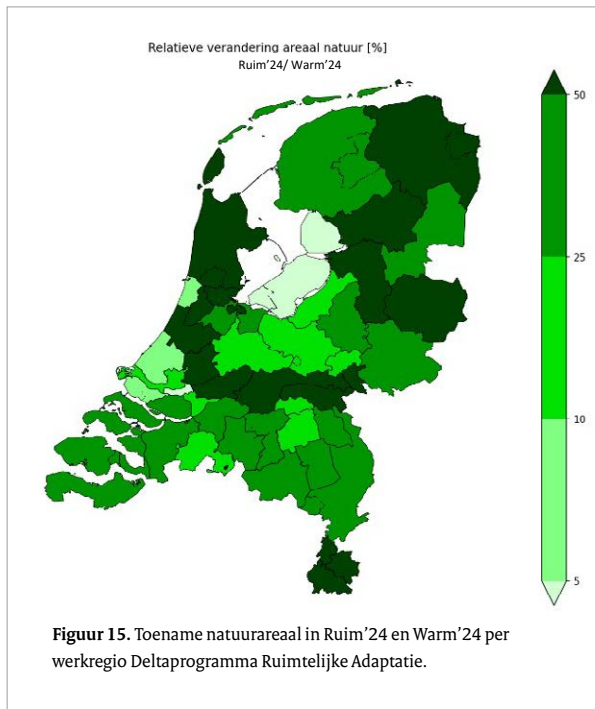 Relatieve verandering areaal natuur [%]
Ruim'24/ Warm'24
50
25
10
5
Figuur 15. Toename natuurareaal in Ruim'24 en Warm'24 per
werkregio Deltaprogramma Ruimtelijke Adaptatie.